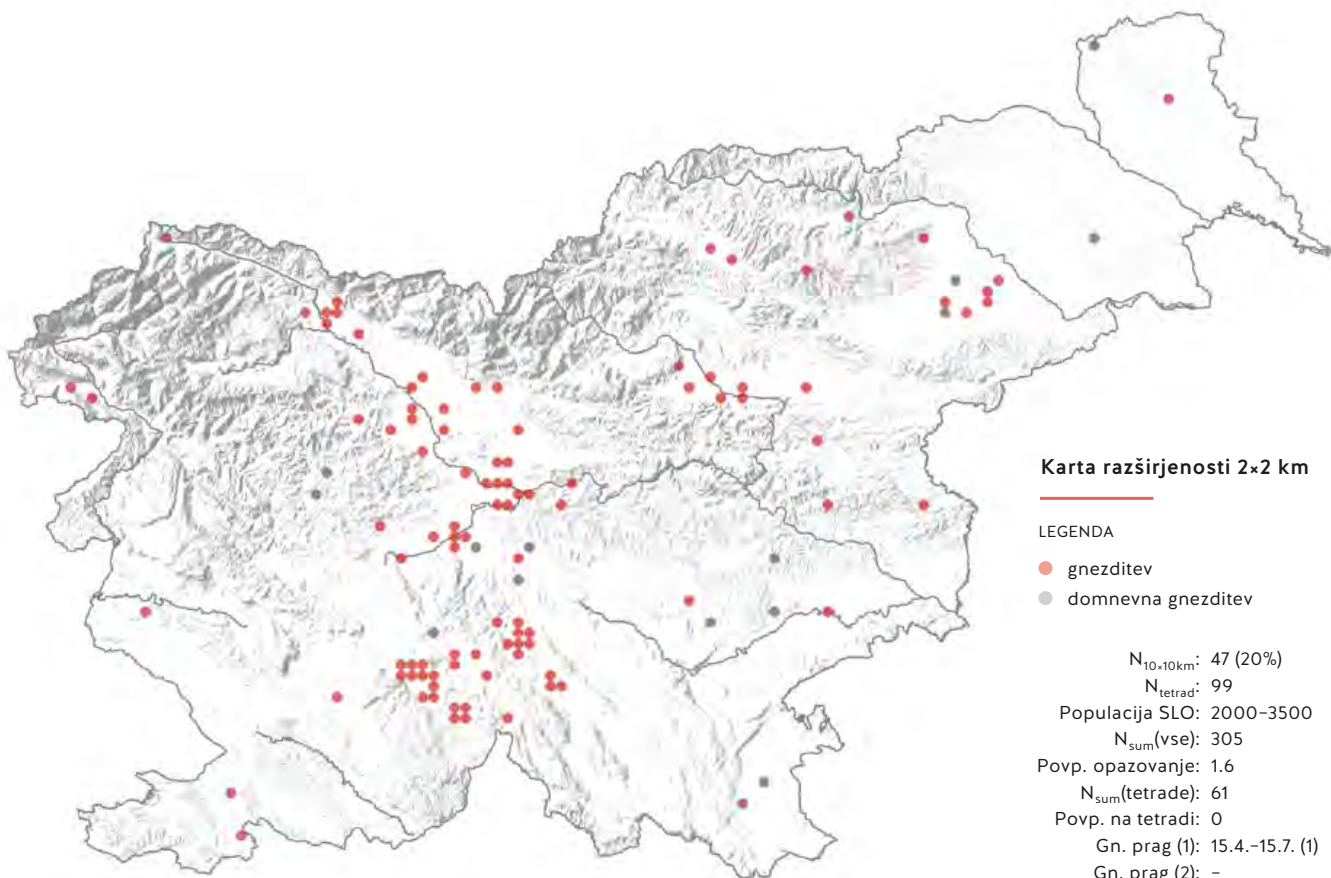 Karta razširjenosti 2×2 km
LEGENDA
gnezditev
domnevna gnezditev
N10×10km: 47 (20%)
Ntetrad: 99
Populacija SLO: 2000–3500
Nsum(vse): 305
Povp. opazovanje: 1.6
Nsum(tetrade): 61
Povp. na tetradi: 0
Gn. prag (1): 15.4.–15.7. (1)
Gn. prag (2): –